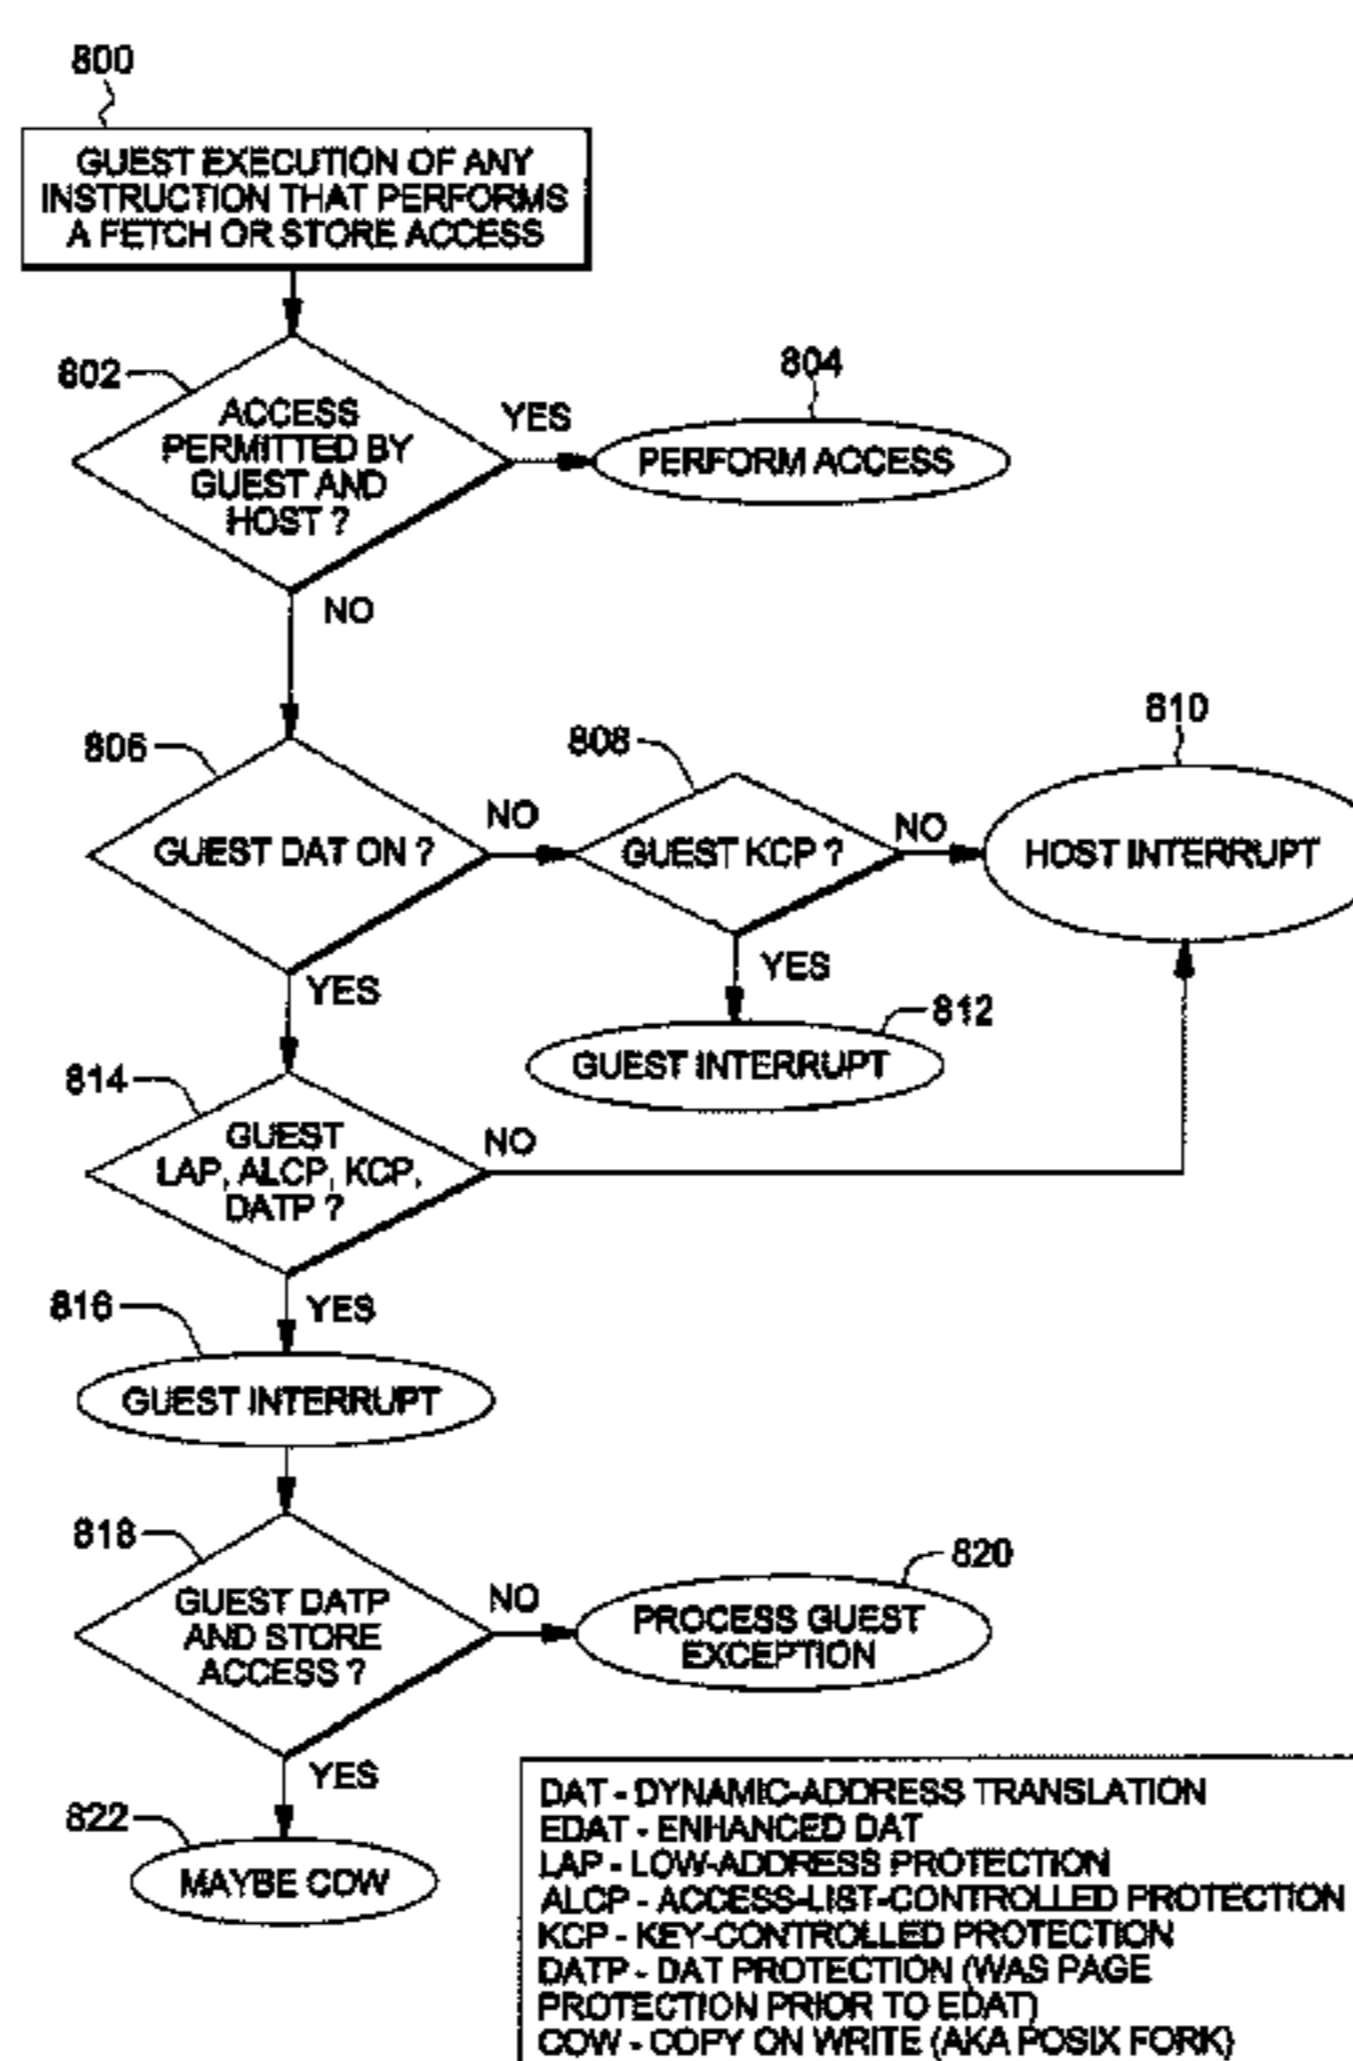 800
GUEST EXECUTION OF ANY
INSTRUCTION THAT PERFORMS
A FETCH OR STORE ACCESS
802
ACCESS
PERMITTED BY
GUEST AND
HOST ?
YES
804
PERFORM ACCESS
NO
806
GUEST DAT ON ?
NO
808
GUEST KCP ?
NO
810
HOST INTERRUPT
YES
YES
812
GUEST INTERRUPT
814
GUEST
LAP, ALCP, KCP,
DATP ?
NO
YES
816
GUEST INTERRUPT
818
GUEST DATP
AND STORE
ACCESS ?
NO
820
PROCESS GUEST
EXCEPTION
YES
822
MAYBE COW
DAT - DYNAMIC-ADDRESS TRANSLATION
EDAT - ENHANCED DAT
LAP - LOW-ADDRESS PROTECTION
ALCP - ACCESS-LIST-CONTROLLED PROTECTION
KCP - KEY-CONTROLLED PROTECTION
DATP - DAT PROTECTION (WAS PAGE
PROTECTION PRIOR TO EDAT)
COW - COPY ON WRITE (AKA POSIX FORK)